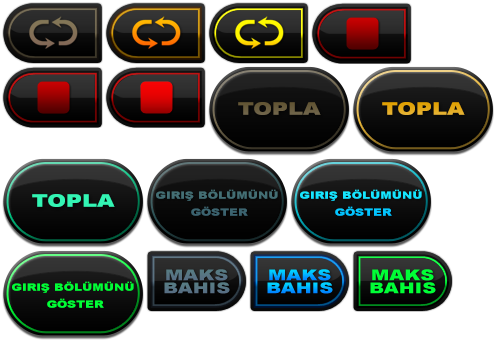 TOPLA
TOPLA
TOPLA
GIRIŞ BÖLÜMÜNÜ
GÖSTER
GIRIŞ BÖLÜMÜNÜ
GÖSTER
GIRIŞ BÖLÜMÜNÜ
GÖSTER
MAKS
BAHIS
MAKS
BAHIS
MAKS
BAHIS